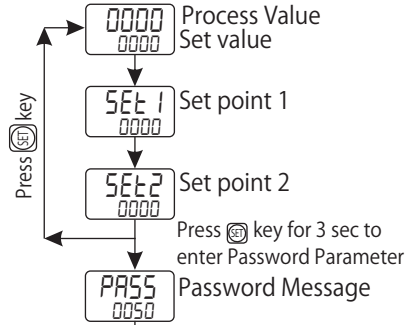 0000 Process Value
0000 Set value
SEt 1 Set point 1
0000
SEt2 Set point 2
0000
Press SET key
Press SET key for 3 sec to
enter Password Parameter
PASS Password Message
0050